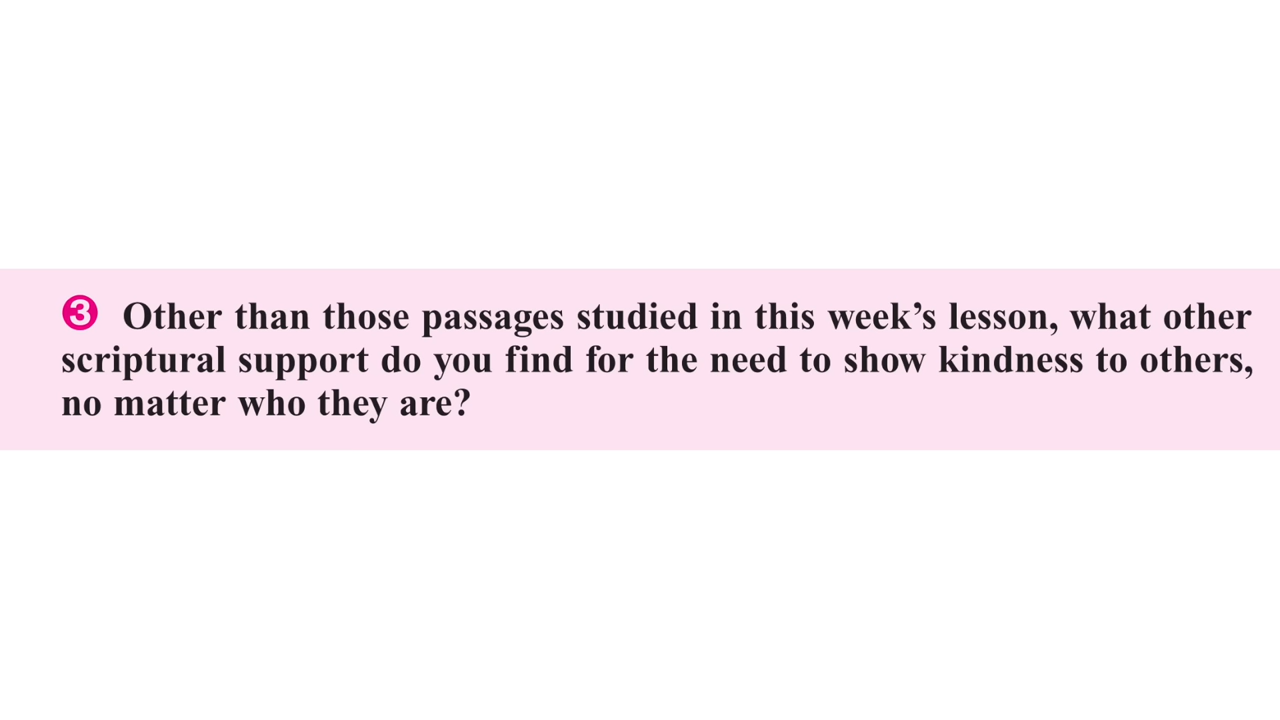 ❸ Other than those passages studied in this week’s lesson, what other
scriptural support do you find for the need to show kindness to others,
no matter who they are?